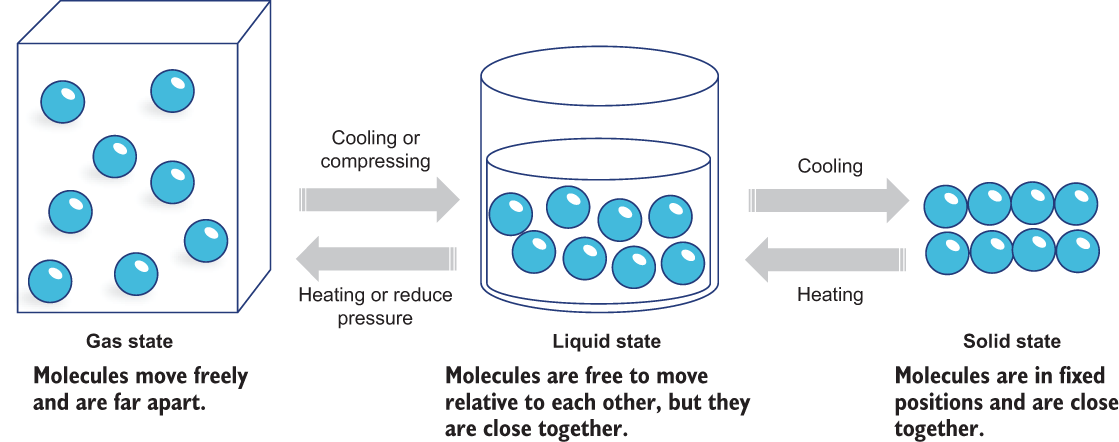 Cooling or
compressing
Heating or reduce
pressure
Cooling
Heating
Gas state
Molecules move freely
and are far apart.
Liquid state
Molecules are free to move
relative to each other, but they
are close together.
Solid state
Molecules are in fixed
positions and are close
together.